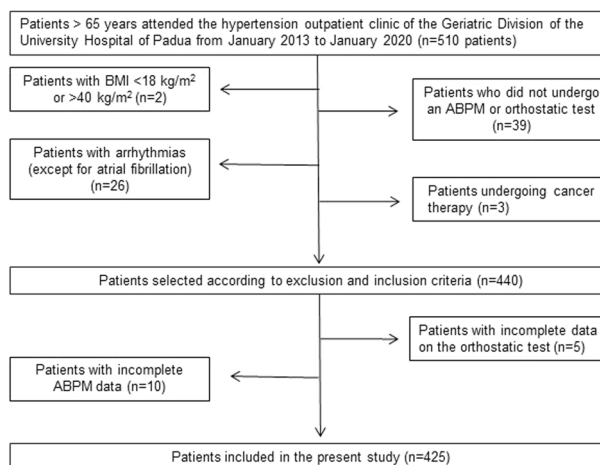 Patients > 65 years attended the hypertension outpatient clinic of the Geriatric Division of the
University Hospital of Padua from January 2013 to January 2020 (n=510 patients)
Patients with BMI <18 kg/m²
or >40 kg/m² (n=2)
Patients who did not undergo
an ABPM or orthostatic test
(n=39)
Patients with arrhythmias
(except for atrial fibrillation)
(n=26)
Patients undergoing cancer
therapy (n=3)
Patients selected according to exclusion and inclusion criteria (n=440)
Patients with incomplete data
on the orthostatic test (n=5)
Patients with incomplete
ABPM data (n=10)
Patients included in the present study (n=425)